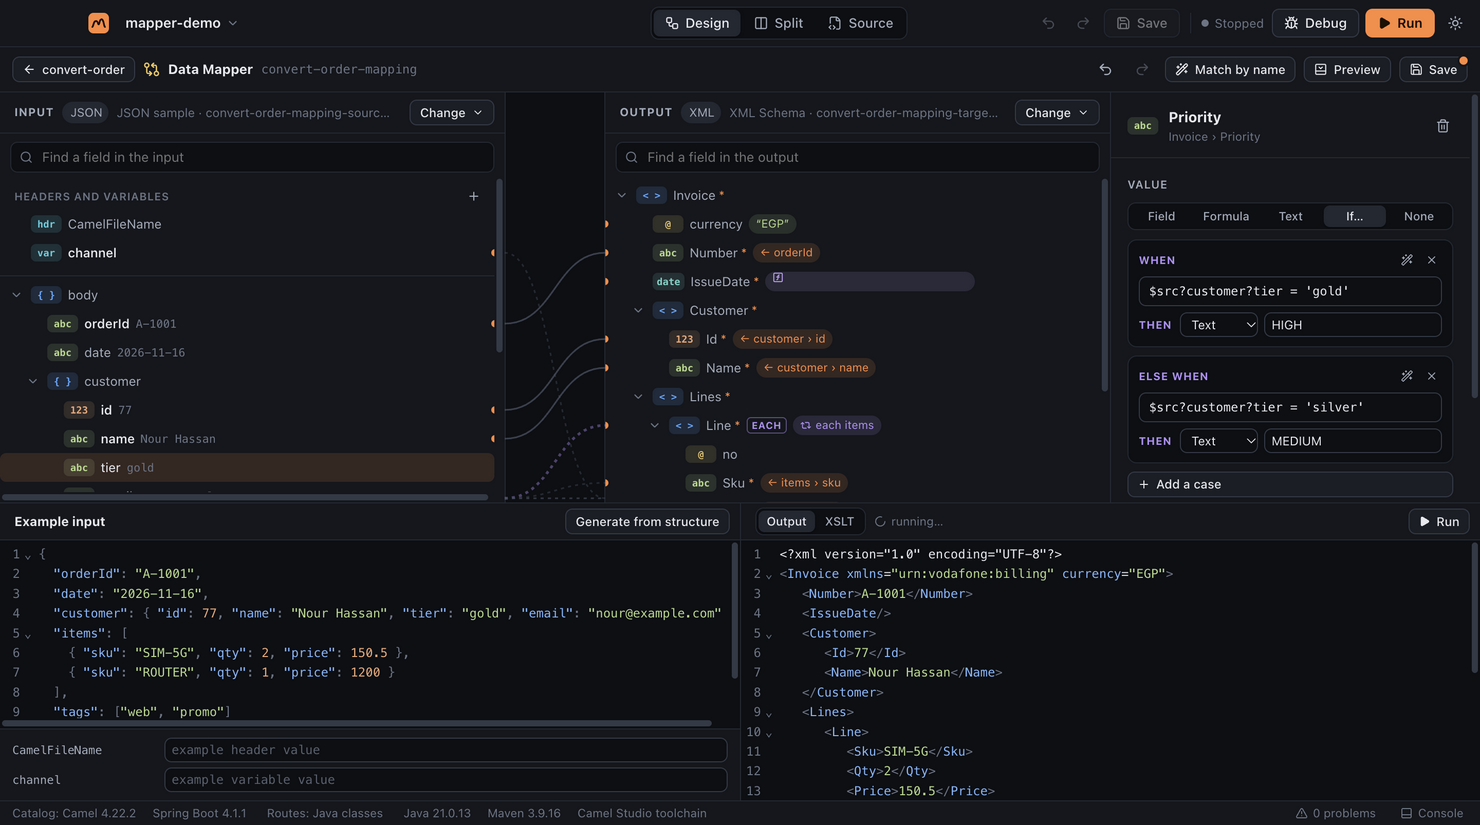 mapper-demo
Design
Split
Source
Save
Stopped
Debug
Run
convert-order
Data Mapper
convert-order-mapping
Match by name
Preview
Save
INPUT
JSON
JSON sample · convert-order-mapping-sourc...
Change
OUTPUT
XML
XML Schema · convert-order-mapping-targe...
Change
Find a field in the input
Find a field in the output
HEADERS AND VARIABLES
hdr CamelFileName
var channel
{ } body
abc orderId A-1001
abc date 2026-11-16
{ } customer
123 id 77
abc name Nour Hassan
abc tier gold
< > Invoice *
@ currency “EGP”
abc Number * ← orderId
date IssueDate *
< > Customer *
123 Id * ← customer › id
abc Name * ← customer › name
< > Lines *
< > Line * EACH each items
@ no
abc Sku * ← items › sku
abc Priority
Invoice › Priority
VALUE
Field Formula Text If... None
WHEN
$src?customer?tier = 'gold'
THEN Text HIGH
ELSE WHEN
$src?customer?tier = 'silver'
THEN Text MEDIUM
+ Add a case
Example input
Generate from structure
1 {
2 "orderId": "A-1001",
3 "date": "2026-11-16",
4 "customer": { "id": 77, "name": "Nour Hassan", "tier": "gold", "email": "nour@example.com"
5 "items": [
6 { "sku": "SIM-5G", "qty": 2, "price": 150.5 },
7 { "sku": "ROUTER", "qty": 1, "price": 1200 }
8 ],
9 "tags": ["web", "promo"]
CamelFileName example header value
channel example variable value
Output
XSLT
running...
Run
1 <?xml version="1.0" encoding="UTF-8"?>
2 <Invoice xmlns="urn:vodafone:billing" currency="EGP">
3 <Number>A-1001</Number>
4 <IssueDate/>
5 <Customer>
6 <Id>77</Id>
7 <Name>Nour Hassan</Name>
8 </Customer>
9 <Lines>
10 <Line>
11 <Sku>SIM-5G</Sku>
12 <Qty>2</Qty>
13 <Price>150.5</Price>
Catalog: Camel 4.22.2 Spring Boot 4.1.1 Routes: Java classes Java 21.0.13 Maven 3.9.16 Camel Studio toolchain
0 problems
Console